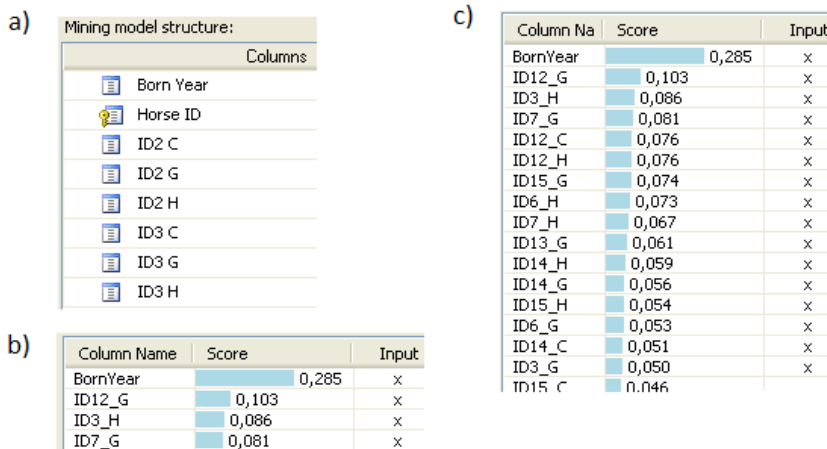 a)
Mining model structure:
Columns
Born Year
Horse ID
ID2 C
ID2 G
ID2 H
ID3 C
ID3 G
ID3 H
b)
Column Name Score Input
BornYear 0,285 x
ID12_G 0,103 x
ID3_H 0,086 x
ID7_G 0,081 x
c)
Column Na Score Input
BornYear 0,285 x
ID12_G 0,103 x
ID3_H 0,086 x
ID7_G 0,081 x
ID12_C 0,076 x
ID12_H 0,076 x
ID15_G 0,074 x
ID6_H 0,073 x
ID7_H 0,067 x
ID13_G 0,061 x
ID14_H 0,059 x
ID14_G 0,056 x
ID15_H 0,054 x
ID6_G 0,053 x
ID14_C 0,051 x
ID3_G 0,050 x
ID15_C 0,046